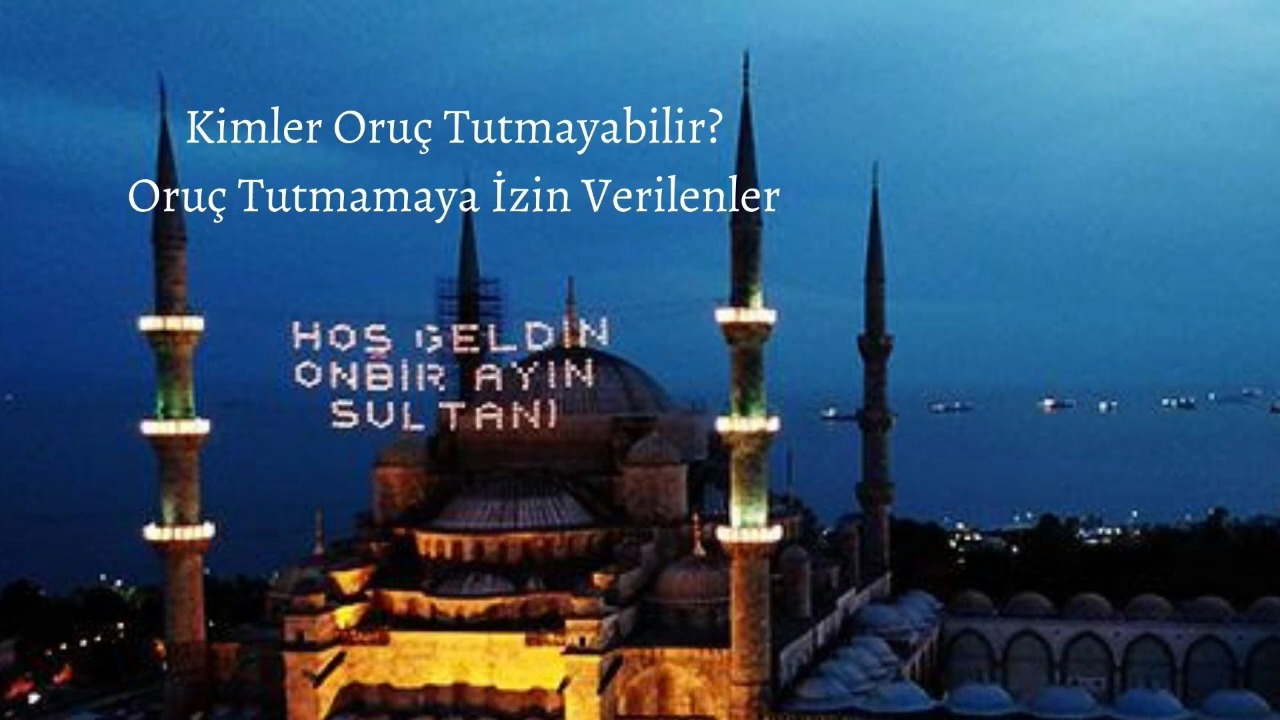 Kimler Oruç Tutmayabilir?
Oruç Tutmamaya İzin Verilenler
HOŞ GELDİN
ONBİR AYIN
SULTANI